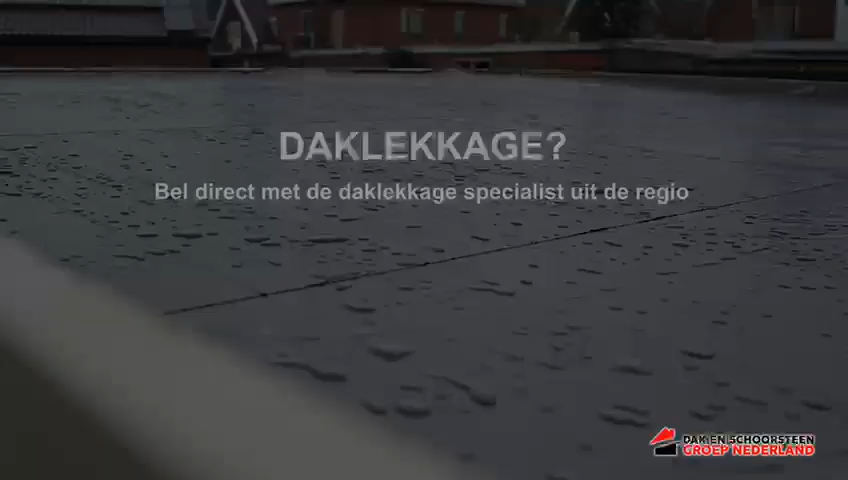 DAKLEKKAGE?
Bel direct met de daklekkage specialist uit de regio
DAK EN SCHOORSTEEN
GROEP NEDERLAND